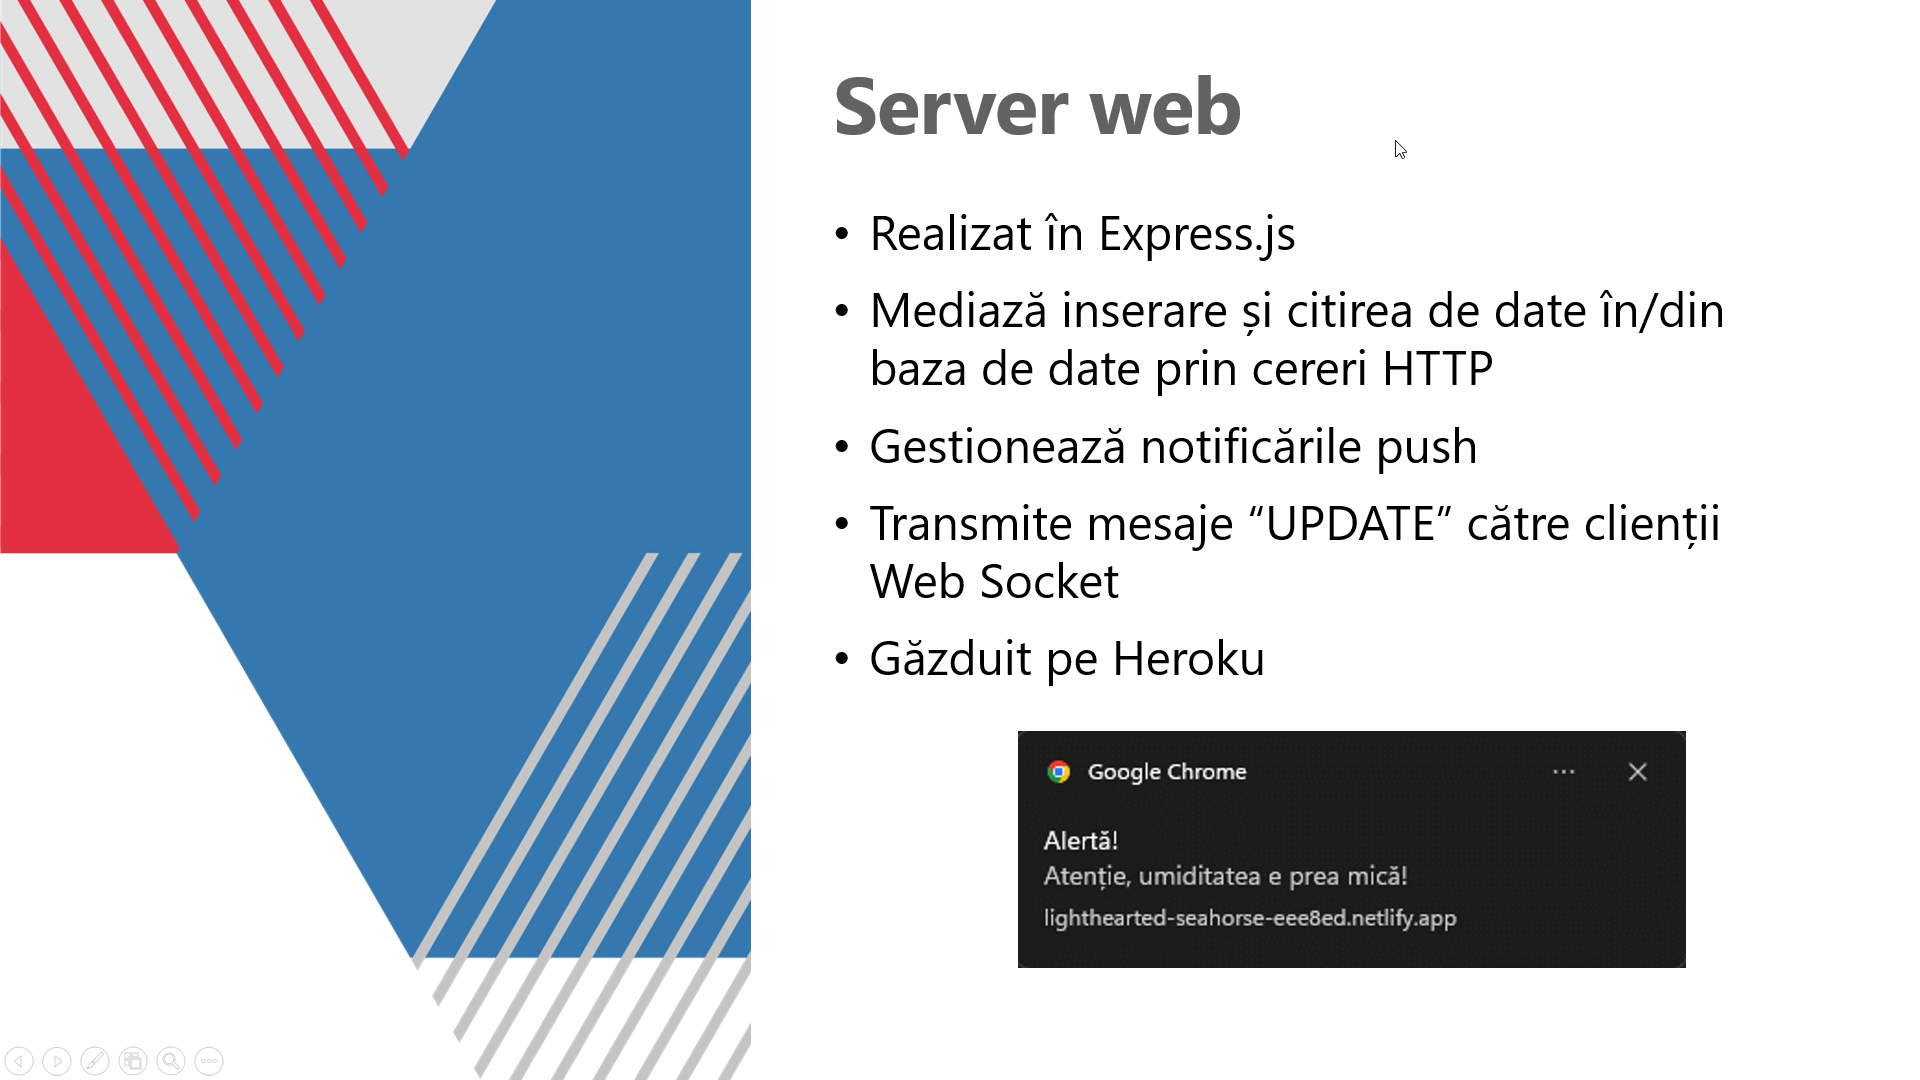 Server web
• Realizat în Express.js
• Mediază inserare și citirea de date în/din
baza de date prin cereri HTTP
• Gestionează notificările push
• Transmite mesaje “UPDATE” către clienții
Web Socket
• Găzduit pe Heroku
Google Chrome
Alertă!
Atenție, umiditatea e prea mică!
lighthearted-seahorse-eee8ed.netlify.app